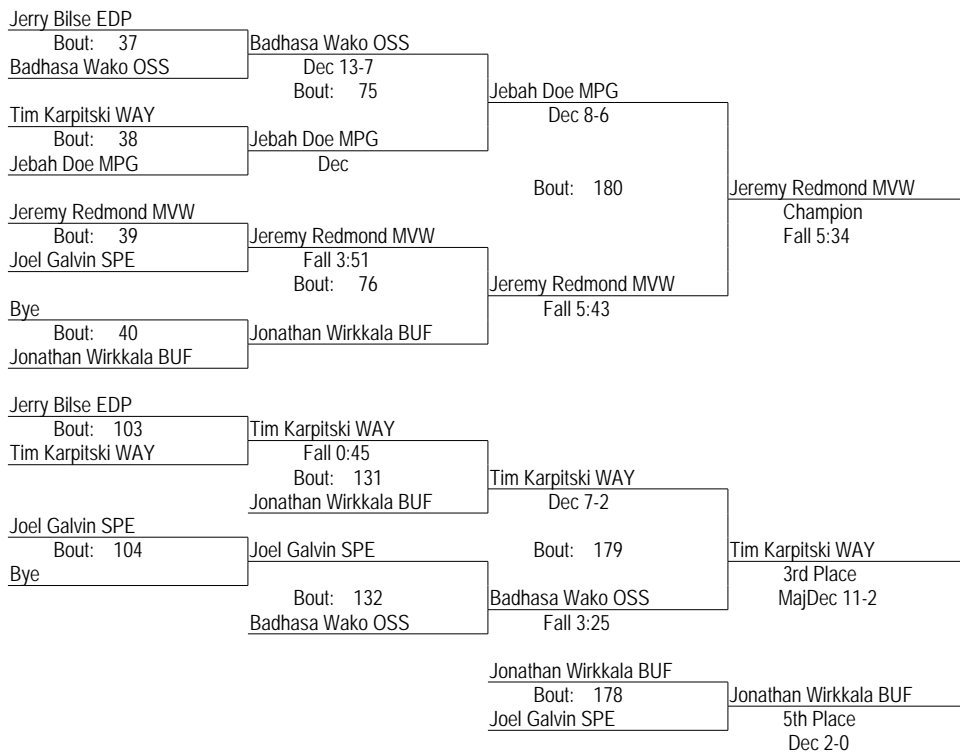 Jerry Bilse EDP
Bout: 37
Badhasa Wako OSS
Badhasa Wako OSS
Dec 13-7
Bout: 75
Tim Karpitski WAY
Bout: 38
Jebah Doe MPG
Jebah Doe MPG
Dec
Jebah Doe MPG
Dec 8-6
Bout: 180
Jeremy Redmond MVW
Champion
Fall 5:34
Jeremy Redmond MVW
Bout: 39
Joel Galvin SPE
Jeremy Redmond MVW
Fall 3:51
Bout: 76
Jeremy Redmond MVW
Fall 5:43
Bye
Bout: 40
Jonathan Wirkkala BUF
Jonathan Wirkkala BUF
Jerry Bilse EDP
Bout: 103
Tim Karpitski WAY
Tim Karpitski WAY
Fall 0:45
Bout: 131
Jonathan Wirkkala BUF
Tim Karpitski WAY
Dec 7-2
Joel Galvin SPE
Bout: 104
Bye
Joel Galvin SPE
Bout: 179
Tim Karpitski WAY
3rd Place
MajDec 11-2
Bout: 132
Badhasa Wako OSS
Badhasa Wako OSS
Fall 3:25
Jonathan Wirkkala BUF
Bout: 178
Joel Galvin SPE
Jonathan Wirkkala BUF
5th Place
Dec 2-0